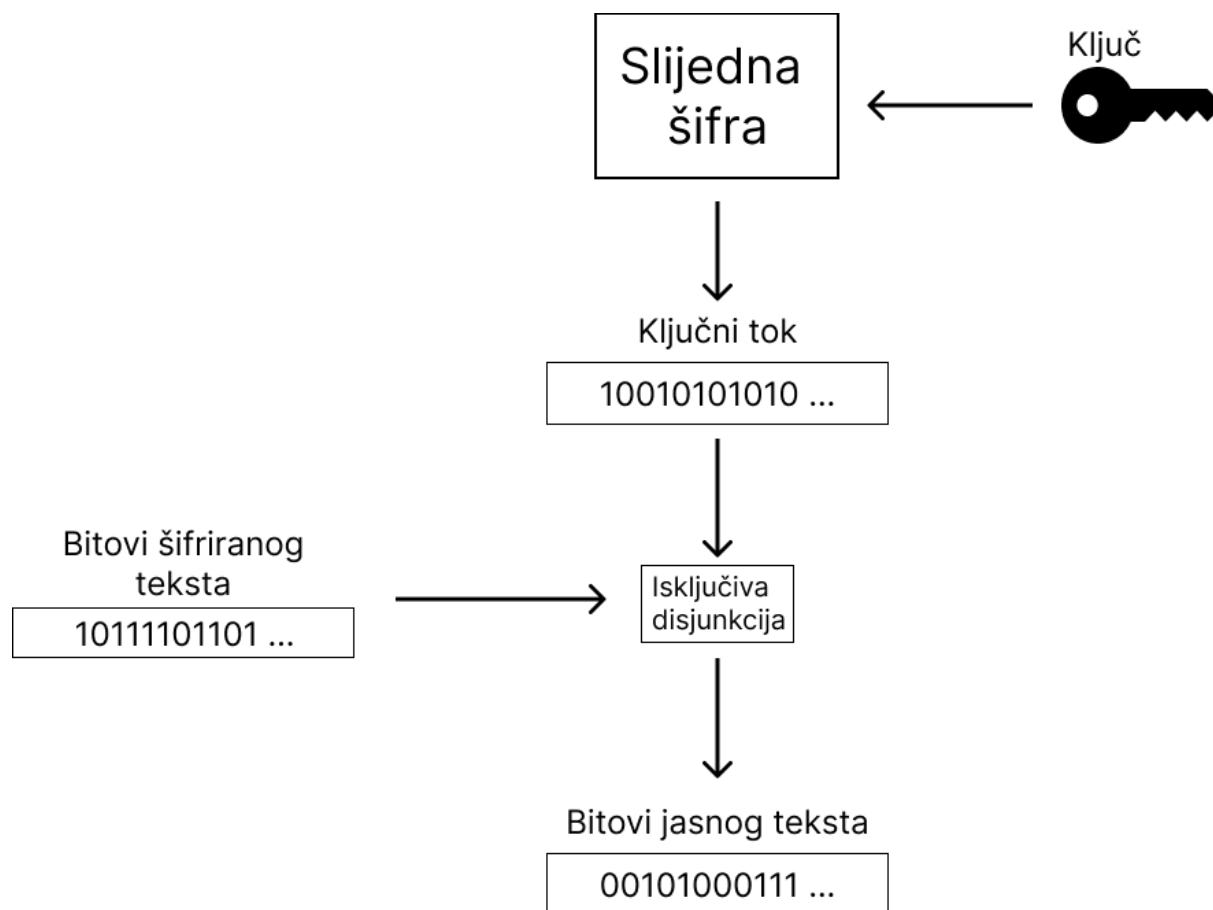 Slijedna
šifra
Ključ
Ključni tok
10010101010 ...
Bitovi šifriranog
teksta
10111101101 ...
Isključiva
disjunkcija
Bitovi jasnog teksta
00101000111 ...